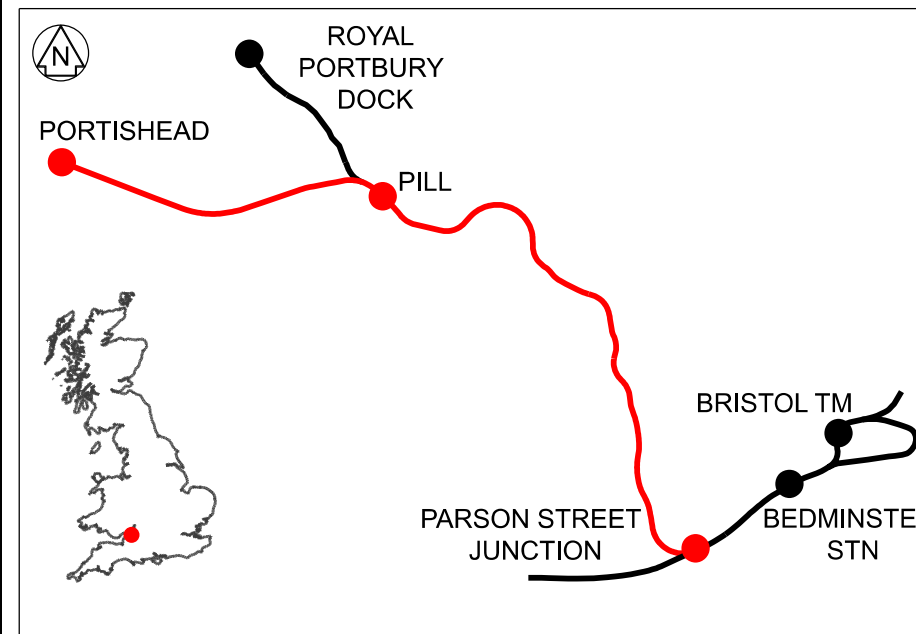 N
ROYAL
PORTBURY
DOCK
PORTISHEAD
PILL
BRISTOL TM
PARSON STREET
JUNCTION
BEDMINSTE
STN